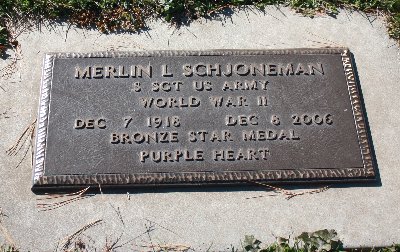 MERLIN L SCHJONEMAN
S SGT US ARMY
WORLD WAR II
DEC 7 1918 DEC 8 2006
BRONZE STAR MEDAL
PURPLE HEART